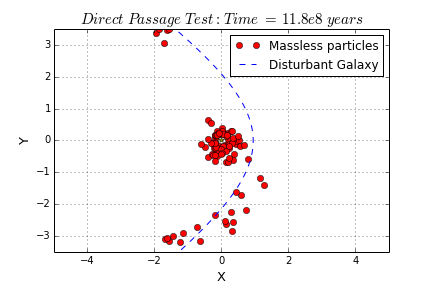 Direct Passage Test: Time = 11.8e8 years
Massless particles
Disturbant Galaxy
3
2
1
0
−1
−2
−3
Y
−4 −2 0 2 4
X